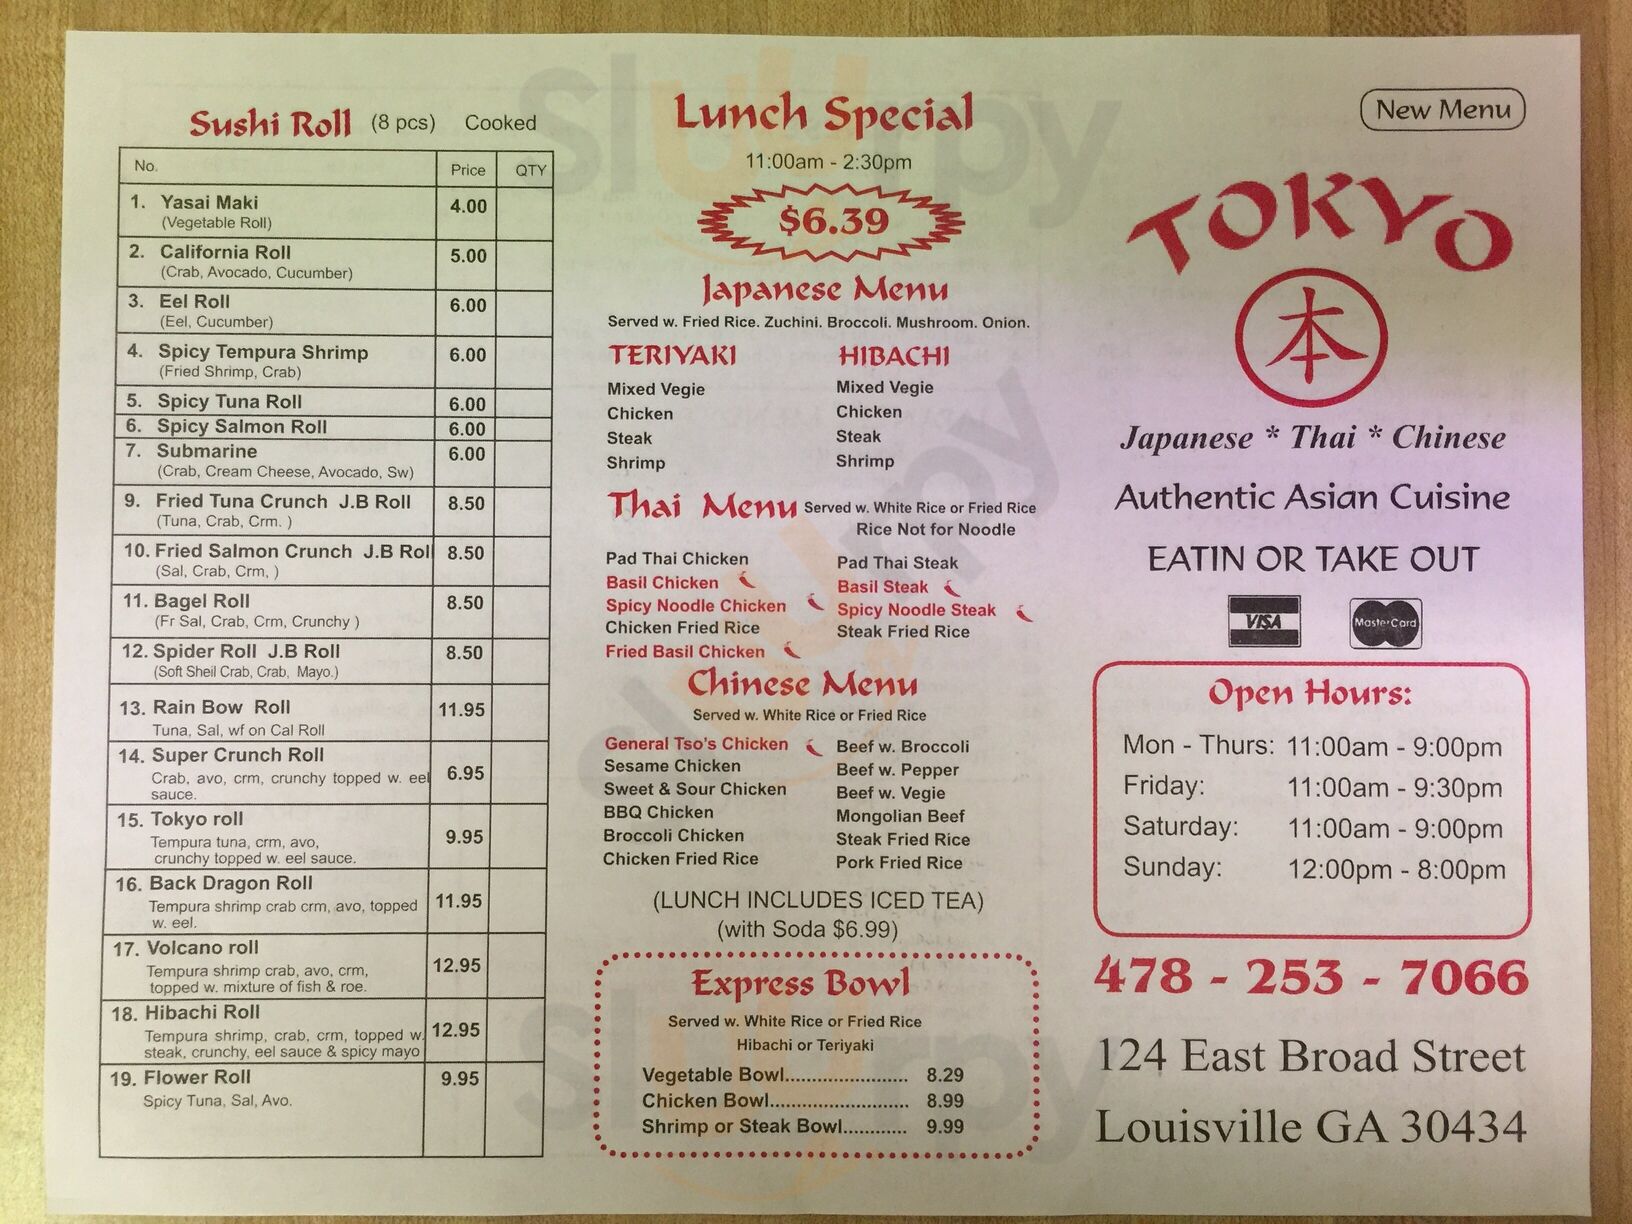 Sushi Roll (8 pcs) Cooked
No. Price QTY
1. Yasai Maki 4.00
(Vegetable Roll)
2. California Roll 5.00
(Crab, Avocado, Cucumber)
3. Eel Roll 6.00
(Eel, Cucumber)
4. Spicy Tempura Shrimp 6.00
(Fried Shrimp, Crab)
5. Spicy Tuna Roll 6.00
6. Spicy Salmon Roll 6.00
7. Submarine 6.00
(Crab, Cream Cheese, Avocado, Sw)
9. Fried Tuna Crunch J.B Roll 8.50
(Tuna, Crab, Crm. )
10. Fried Salmon Crunch J.B Roll 8.50
(Sal, Crab, Crm, )
11. Bagel Roll 8.50
(Fr Sal, Crab, Crm, Crunchy )
12. Spider Roll J.B Roll 8.50
(Soft Sheil Crab, Crab, Mayo.)
13. Rain Bow Roll 11.95
Tuna, Sal, wf on Cal Roll
14. Super Crunch Roll 6.95
Crab, avo, crm, crunchy topped w. eel
sauce.
15. Tokyo roll 9.95
Tempura tuna, crm, avo,
crunchy topped w. eel sauce.
16. Back Dragon Roll 11.95
Tempura shrimp crab crm, avo, topped
w. eel.
17. Volcano roll 12.95
Tempura shrimp crab, avo, crm,
topped w. mixture of fish & roe.
18. Hibachi Roll 12.95
Tempura shrimp, crab, crm, topped w.
steak, crunchy, eel sauce & spicy mayo
19. Flower Roll 9.95
Spicy Tuna, Sal, Avo.
Lunch Special
11:00am - 2:30pm
$6.39
Japanese Menu
Served w. Fried Rice. Zuchini. Broccoli. Mushroom. Onion.
TERIYAKI HIBACHI
Mixed Vegie Mixed Vegie
Chicken Chicken
Steak Steak
Shrimp Shrimp
Thai Menu Served w. White Rice or Fried Rice
Rice Not for Noodle
Pad Thai Chicken Pad Thai Steak
Basil Chicken Basil Steak
Spicy Noodle Chicken Spicy Noodle Steak
Chicken Fried Rice Steak Fried Rice
Fried Basil Chicken
Chinese Menu
Served w. White Rice or Fried Rice
General Tso's Chicken Beef w. Broccoli
Sesame Chicken Beef w. Pepper
Sweet & Sour Chicken Beef w. Vegie
BBQ Chicken Mongolian Beef
Broccoli Chicken Steak Fried Rice
Chicken Fried Rice Pork Fried Rice
(LUNCH INCLUDES ICED TEA)
(with Soda $6.99)
Express Bowl
Served w. White Rice or Fried Rice
Hibachi or Teriyaki
Vegetable Bowl....................... 8.29
Chicken Bowl.......................... 8.99
Shrimp or Steak Bowl............ 9.99
New Menu
TOKYO
本
Japanese * Thai * Chinese
Authentic Asian Cuisine
EATIN OR TAKE OUT
VISA MasterCard
Open Hours:
Mon - Thurs: 11:00am - 9:00pm
Friday: 11:00am - 9:30pm
Saturday: 11:00am - 9:00pm
Sunday: 12:00pm - 8:00pm
478 - 253 - 7066
124 East Broad Street
Louisville GA 30434
Sluurpy
Sluurpy
Sluurpy